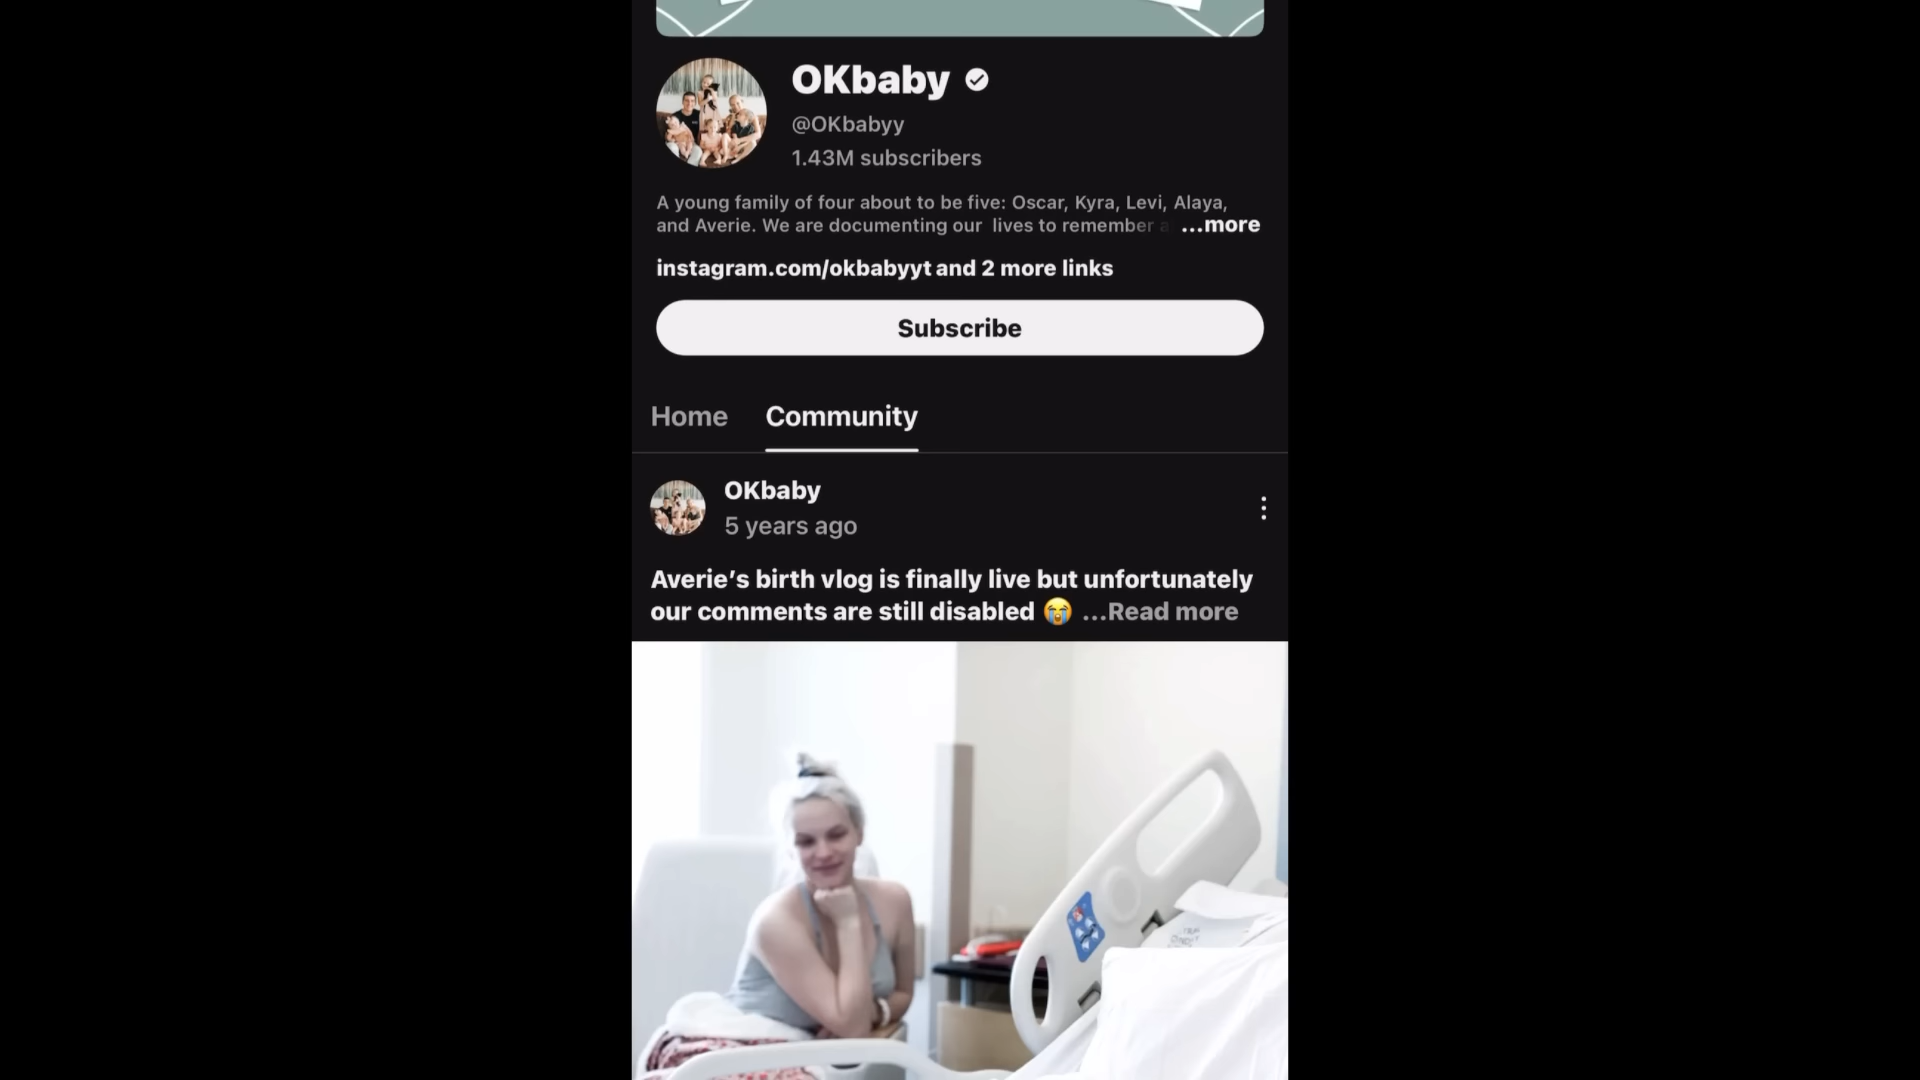 OKbaby
@OKbabyy
1.43M subscribers
A young family of four about to be five: Oscar, Kyra, Levi, Alaya,
and Averie. We are documenting our lives to remember a ...more
instagram.com/okbabyyt and 2 more links
Subscribe
Home Community
OKbaby
5 years ago
Averie’s birth vlog is finally live but unfortunately
our comments are still disabled 😭 ...Read more